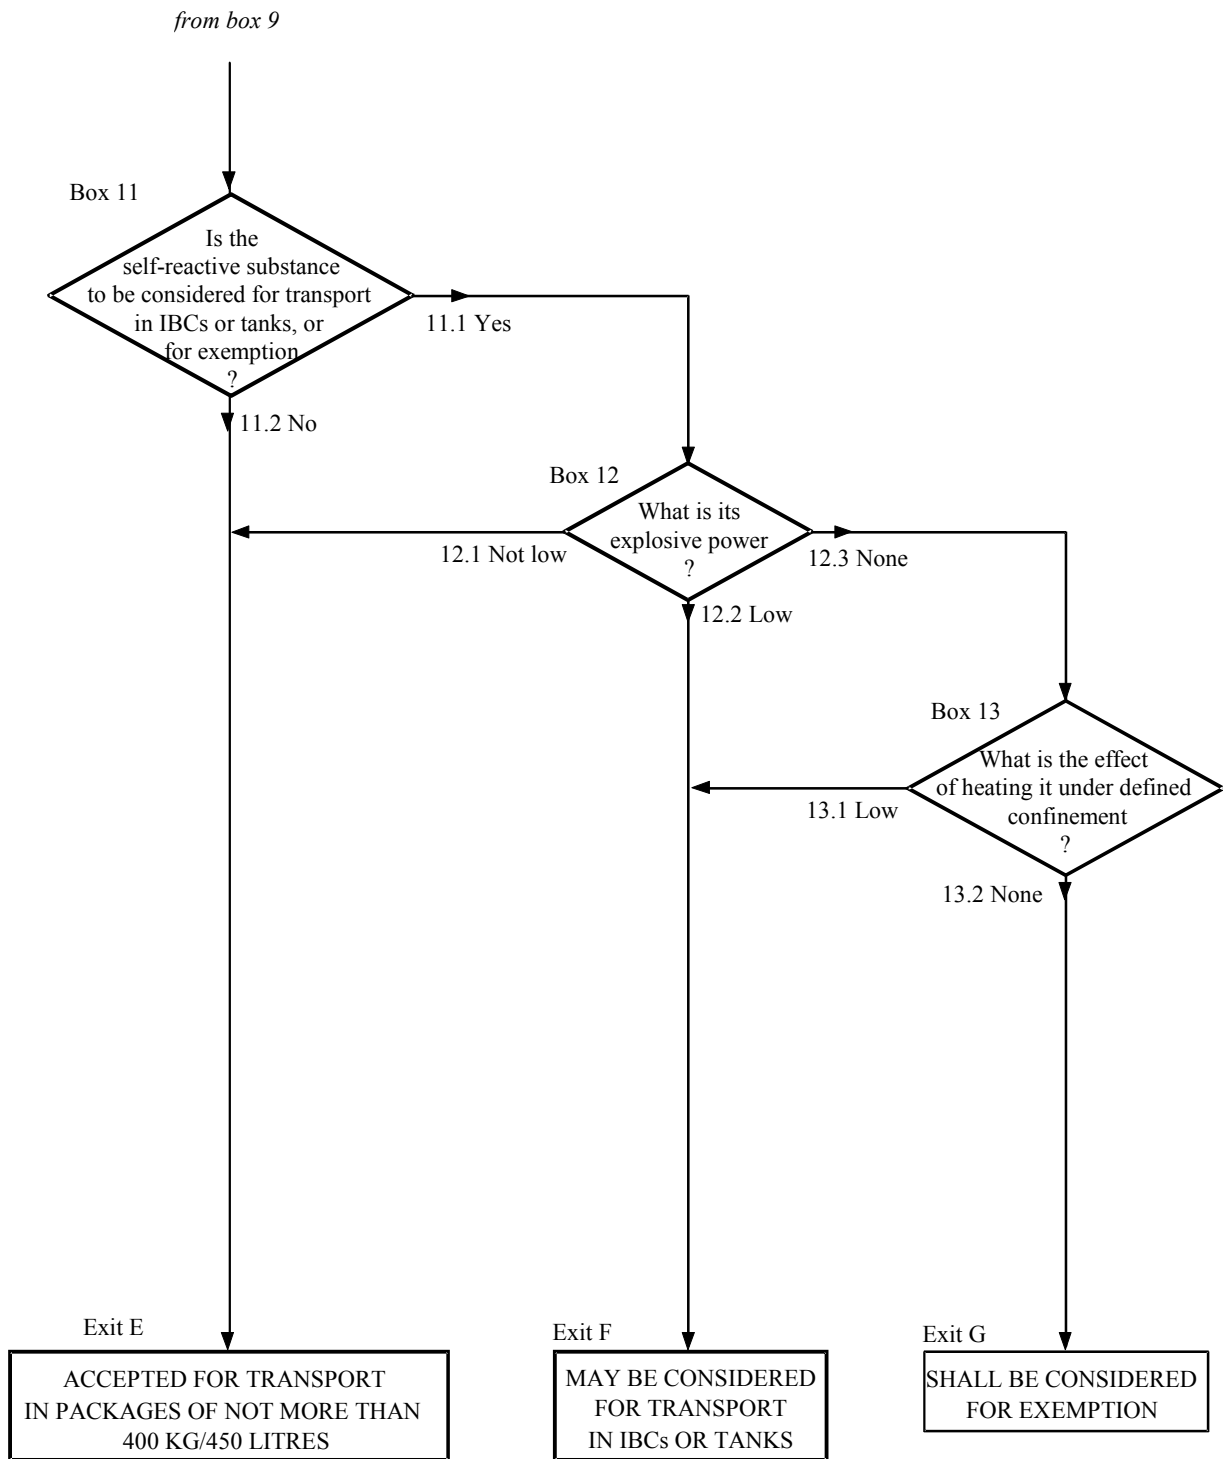 from box 9
Box 11
Is the
self-reactive substance
to be considered for transport
in IBCs or tanks, or
for exemption
?
11.1 Yes
11.2 No
Box 12
What is its
explosive power
?
12.1 Not low
12.3 None
12.2 Low
Box 13
What is the effect
of heating it under defined
confinement
?
13.1 Low
13.2 None
Exit E
ACCEPTED FOR TRANSPORT
IN PACKAGES OF NOT MORE THAN
400 KG/450 LITRES
Exit F
MAY BE CONSIDERED
FOR TRANSPORT
IN IBCs OR TANKS
Exit G
SHALL BE CONSIDERED
FOR EXEMPTION